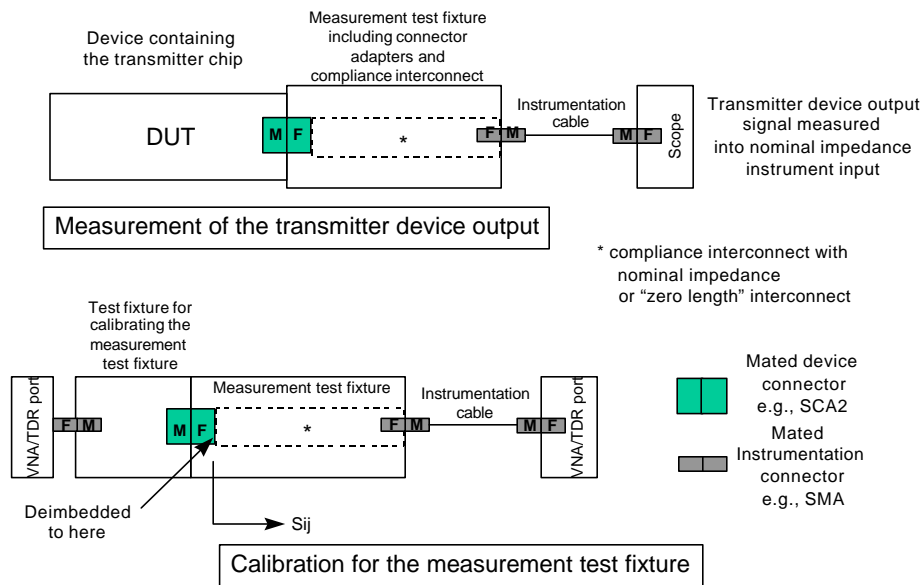 Device containing
the transmitter chip
Measurement test fixture
including connector
adapters and
compliance interconnect
DUT
M F
*
F M
Instrumentation
cable
M F
Scope
Transmitter device output
signal measured
into nominal impedance
instrument input
Measurement of the transmitter device output
* compliance interconnect with
nominal impedance
or “zero length” interconnect
Test fixture for
calibrating the
measurement
test fixture
VNA/TDR port
F M
M F
Measurement test fixture
*
F M
Instrumentation
cable
M F
VNA/TDR port
Mated device
connector
e.g., SCA2
Mated
Instrumentation
connector
e.g., SMA
Deimbedded
to here
Sij
Calibration for the measurement test fixture